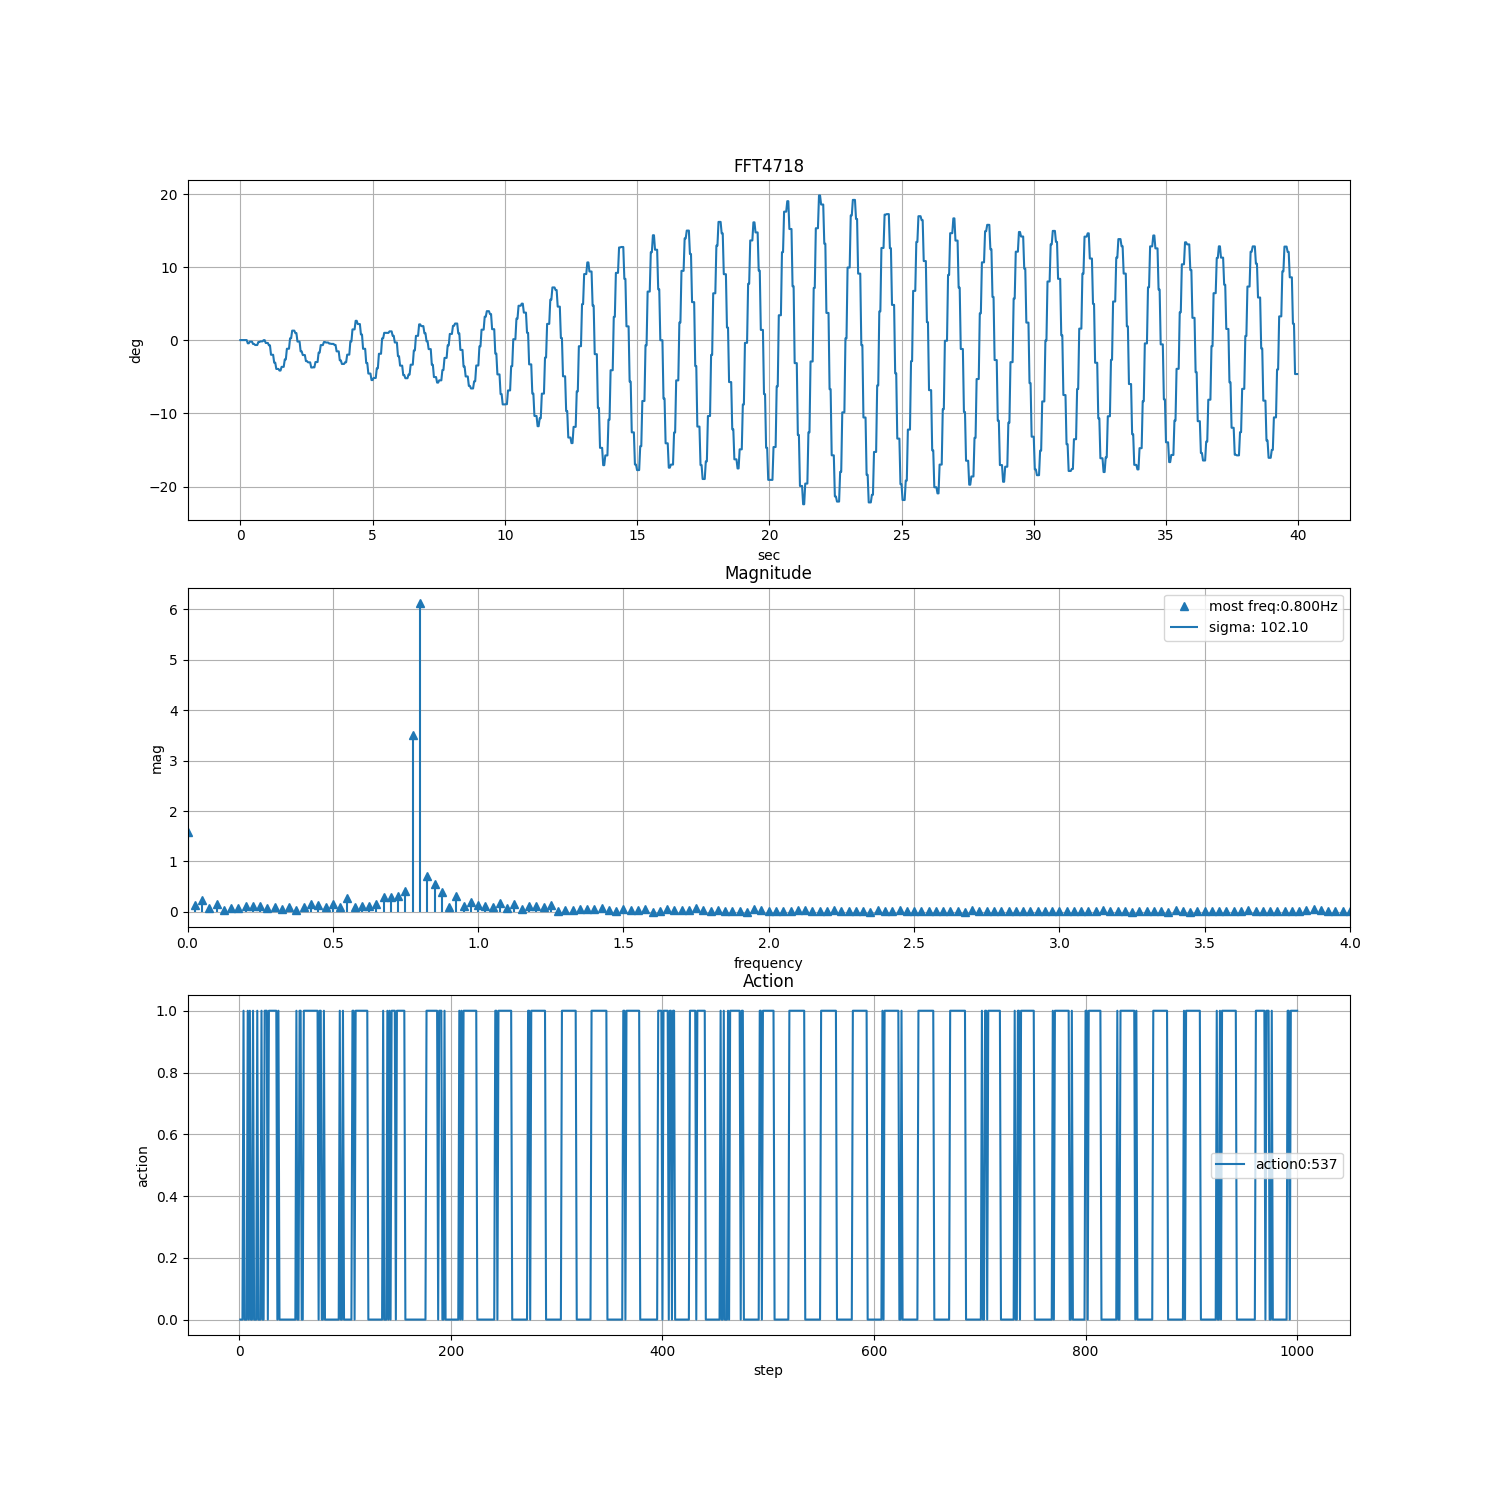 FFT4718
20
10
0
−10
−20
deg
0 5 10 15 20 25 30 35 40
sec
Magnitude
6
5
4
3
2
1
0
mag
most freq:0.800Hz
sigma: 102.10
0.0 0.5 1.0 1.5 2.0 2.5 3.0 3.5 4.0
frequency
Action
1.0
0.8
0.6
0.4
0.2
0.0
action
action0:537
0 200 400 600 800 1000
step